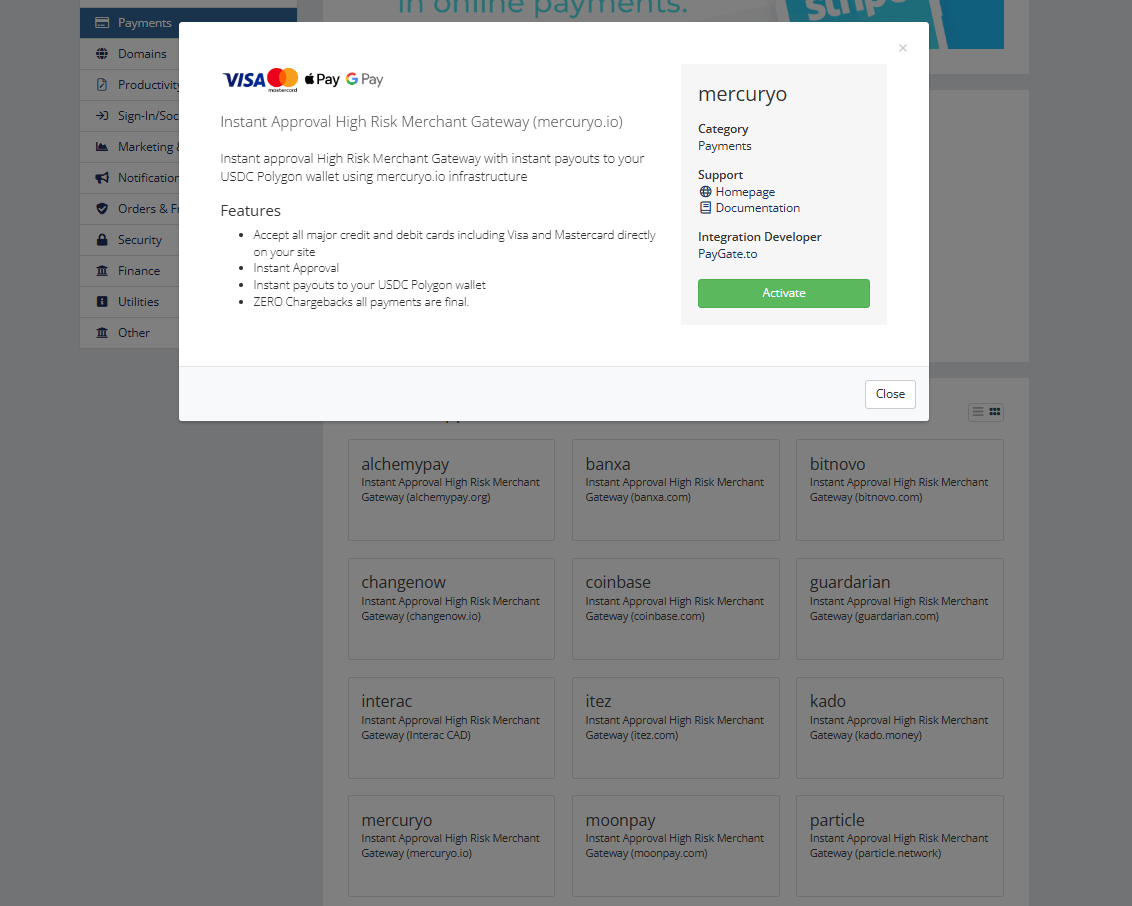 in online payments.
stripe
Payments
Domains
Productivity
Sign-In/Soc
Marketing &
Notification
Orders & Fr
Security
Finance
Utilities
Other
×
VISA
mastercard
Pay
G Pay
Instant Approval High Risk Merchant Gateway (mercuryo.io)
Instant approval High Risk Merchant Gateway with instant payouts to your
USDC Polygon wallet using mercuryo.io infrastructure
Features
Accept all major credit and debit cards including Visa and Mastercard directly
on your site
Instant Approval
Instant payouts to your USDC Polygon wallet
ZERO Chargebacks all payments are final.
mercuryo
Category
Payments
Support
Homepage
Documentation
Integration Developer
PayGate.to
Activate
Close
alchemypay
Instant Approval High Risk Merchant
Gateway (alchemypay.org)
banxa
Instant Approval High Risk Merchant
Gateway (banxa.com)
bitnovo
Instant Approval High Risk Merchant
Gateway (bitnovo.com)
changenow
Instant Approval High Risk Merchant
Gateway (changenow.io)
coinbase
Instant Approval High Risk Merchant
Gateway (coinbase.com)
guardarian
Instant Approval High Risk Merchant
Gateway (guardarian.com)
interac
Instant Approval High Risk Merchant
Gateway (Interac CAD)
itez
Instant Approval High Risk Merchant
Gateway (itez.com)
kado
Instant Approval High Risk Merchant
Gateway (kado.money)
mercuryo
Instant Approval High Risk Merchant
Gateway (mercuryo.io)
moonpay
Instant Approval High Risk Merchant
Gateway (moonpay.com)
particle
Instant Approval High Risk Merchant
Gateway (particle.network)